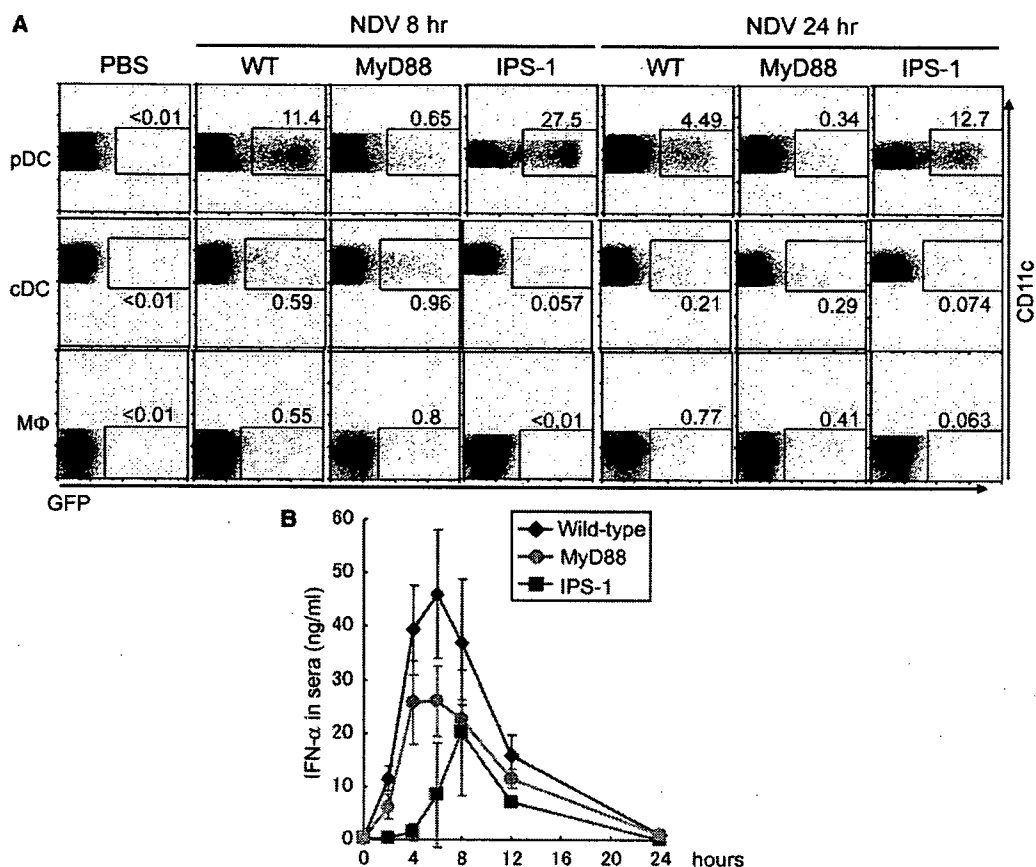 A
NDV 8 hr NDV 24 hr
PBS WT MyD88 IPS-1 WT MyD88 IPS-1
pDC <0.01 11.4 0.65 27.5 4.49 0.34 12.7
cDC <0.01 0.59 0.96 0.057 0.21 0.29 0.074
MΦ <0.01 0.55 0.8 <0.01 0.77 0.41 0.063
CD11c
GFP
B
Wild-type
MyD88
IPS-1
IFN-α in sera (ng/ml)
60
50
40
30
20
10
0
0 4 8 12 16 20 24 hours